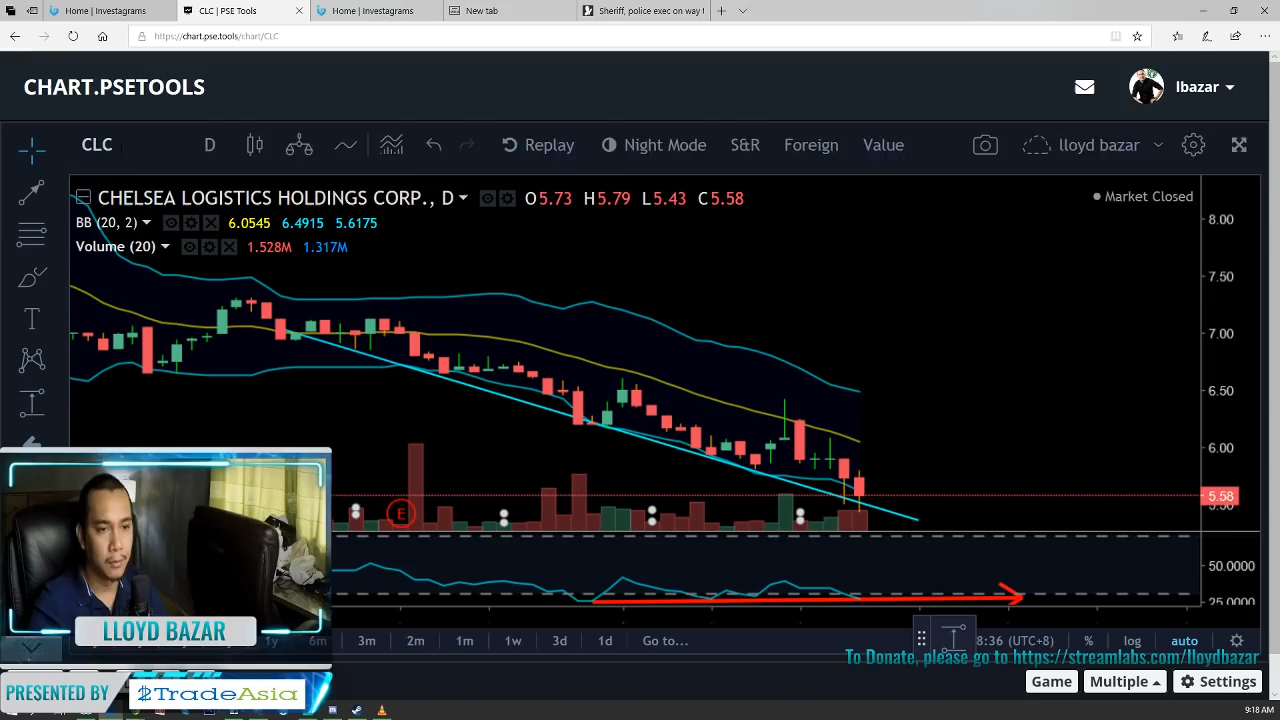 Home | Investagrams
CLC | PSE Tools
Home | Investagrams
New tab
Sheriff, police exec on way t
https://chart.pse.tools/chart/CLC
CHART.PSETOOLS
lbazar
CLC
D
Replay
Night Mode
S&R
Foreign
Value
lloyd bazar
CHELSEA LOGISTICS HOLDINGS CORP., D
O5.73 H5.79 L5.43 C5.58
Market Closed
BB (20, 2)
6.0545 6.4915 5.6175
Volume (20)
1.528M 1.317M
8.00
7.50
7.00
6.50
6.00
5.58
5.50
E
50.0000
25.0000
LLOYD BAZAR
1y
6m
3m
2m
1m
1w
3d
1d
Go to...
8:36 (UTC+8)
%
log
auto
To Donate, please go to https://streamlabs.com/lloydbazar
PRESENTED BY
TradeAsia
Game
Multiple
Settings
9:18 AM